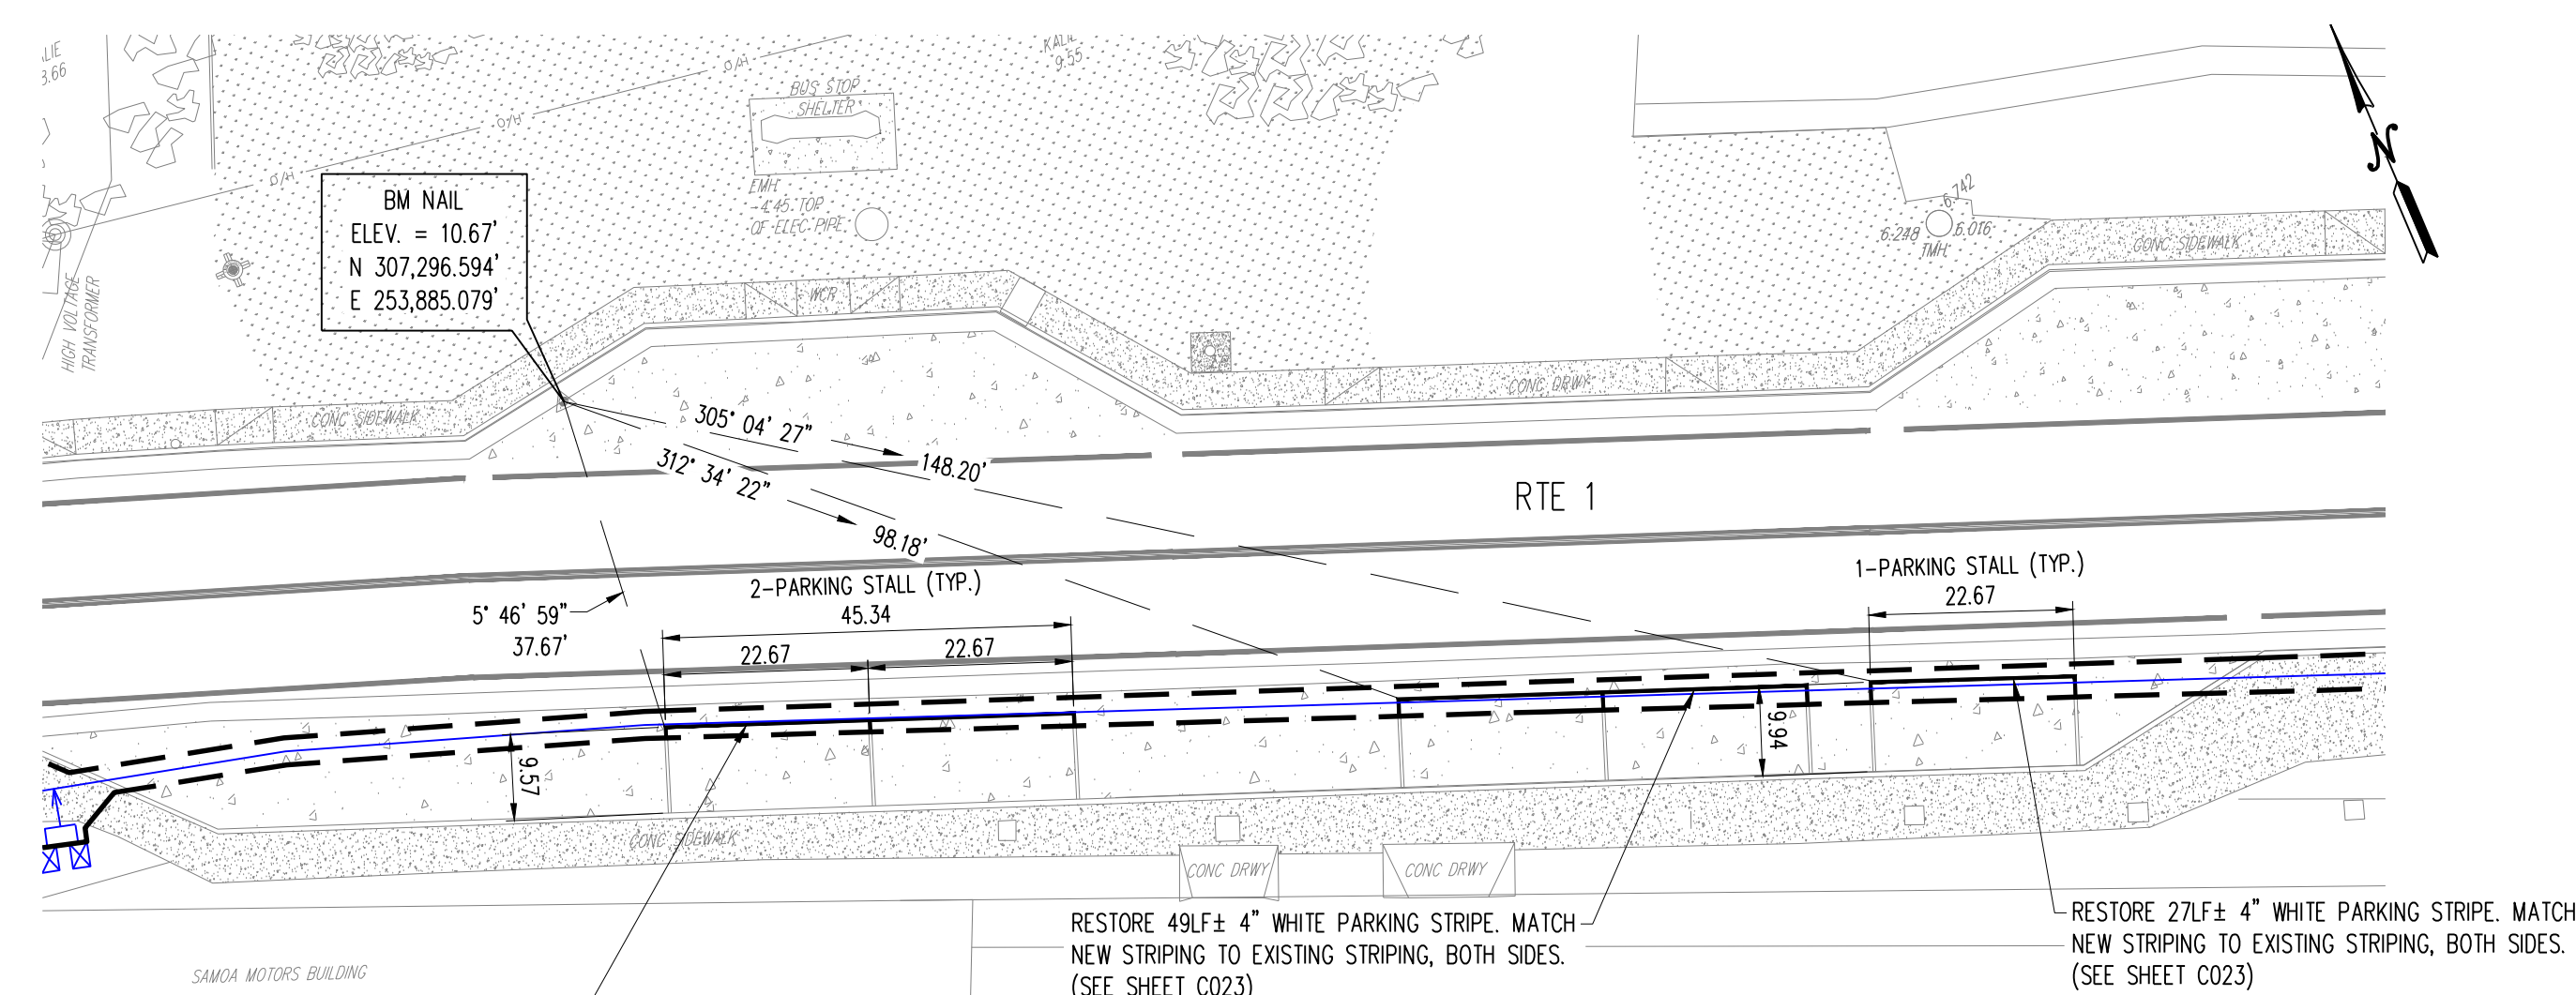 3.66
KALIE
9.55
O/H
O/H
O/H
BUS STOP
SHELTER
EMH
-4.45 TOP
OF ELEC PIPE
BM NAIL
ELEV. = 10.67'
N 307,296.594'
E 253,885.079'
HIGH VOLTAGE
TRANSFORMER
N
6.742
6.248
6.016
TMH
CONC SIDEWALK
WCR
CONC SIDEWALK
CONC DRWY
305° 04' 27"
148.20'
312° 34' 22"
98.18'
RTE 1
5° 46' 59"
37.67'
2-PARKING STALL (TYP.)
45.34
22.67
22.67
1-PARKING STALL (TYP.)
22.67
9.57
9.94
CONC SIDEWALK
CONC DRWY
CONC DRWY
RESTORE 49LF± 4" WHITE PARKING STRIPE. MATCH
NEW STRIPING TO EXISTING STRIPING, BOTH SIDES.
(SEE SHEET C023)
RESTORE 27LF± 4" WHITE PARKING STRIPE. MATCH
NEW STRIPING TO EXISTING STRIPING, BOTH SIDES.
(SEE SHEET C023)
SAMOA MOTORS BUILDING